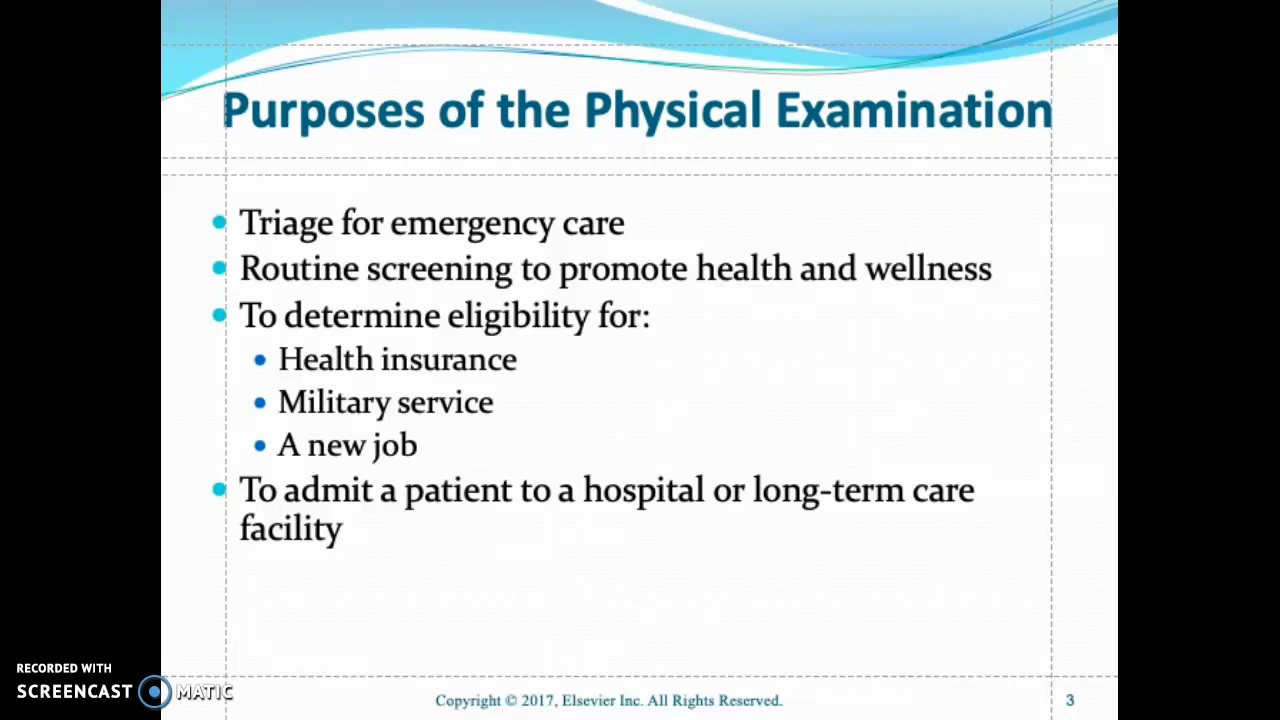 Purposes of the Physical Examination
• Triage for emergency care
• Routine screening to promote health and wellness
• To determine eligibility for:
• Health insurance
• Military service
• A new job
• To admit a patient to a hospital or long-term care
facility
RECORDED WITH
SCREENCAST MATIC
Copyright © 2017, Elsevier Inc. All Rights Reserved.
3